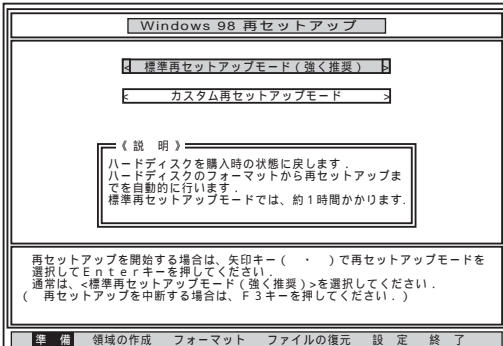 Windows 98 再セットアップ
< 標準再セットアップモード(強く推奨) >
< カスタム再セットアップモード >
《説 明》
ハードディスクを購入時の状態に戻します.
ハードディスクのフォーマットから再セットアップま
でを自動的に行います.
標準再セットアップモードでは、約1時間かかります.
再セットアップを開始する場合は、矢印キー( ・ )で再セットアップモードを
選択してEnterキーを押してください.
通常は、<標準再セットアップモード(強く推奨)>を選択してください.
( 再セットアップを中断する場合は、F3キーを押してください.)
準 備 領域の作成 フォーマット ファイルの復元 設 定 終 了